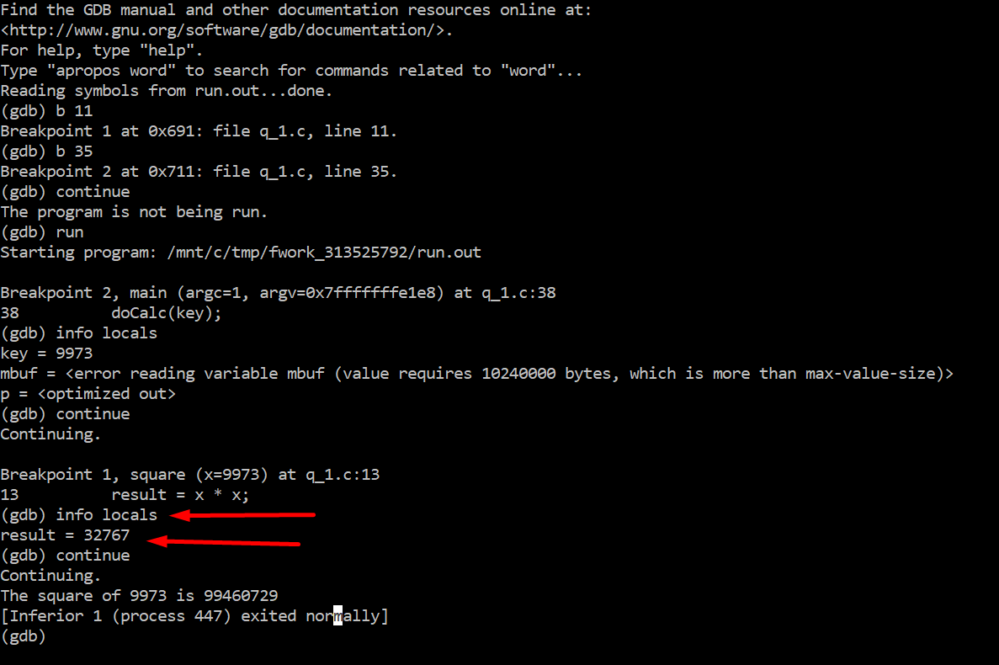 Find the GDB manual and other documentation resources online at:
<http://www.gnu.org/software/gdb/documentation/>.
For help, type "help".
Type "apropos word" to search for commands related to "word"...
Reading symbols from run.out...done.
(gdb) b 11
Breakpoint 1 at 0x691: file q_1.c, line 11.
(gdb) b 35
Breakpoint 2 at 0x711: file q_1.c, line 35.
(gdb) continue
The program is not being run.
(gdb) run
Starting program: /mnt/c/tmp/fwork_313525792/run.out
Breakpoint 2, main (argc=1, argv=0x7fffffffe1e8) at q_1.c:38
38          doCalc(key);
(gdb) info locals
key = 9973
mbuf = <error reading variable mbuf (value requires 10240000 bytes, which is more than max-value-size)>
p = <optimized out>
(gdb) continue
Continuing.
Breakpoint 1, square (x=9973) at q_1.c:13
13          result = x * x;
(gdb) info locals
result = 32767
(gdb) continue
Continuing.
The square of 9973 is 99460729
[Inferior 1 (process 447) exited normally]
(gdb)